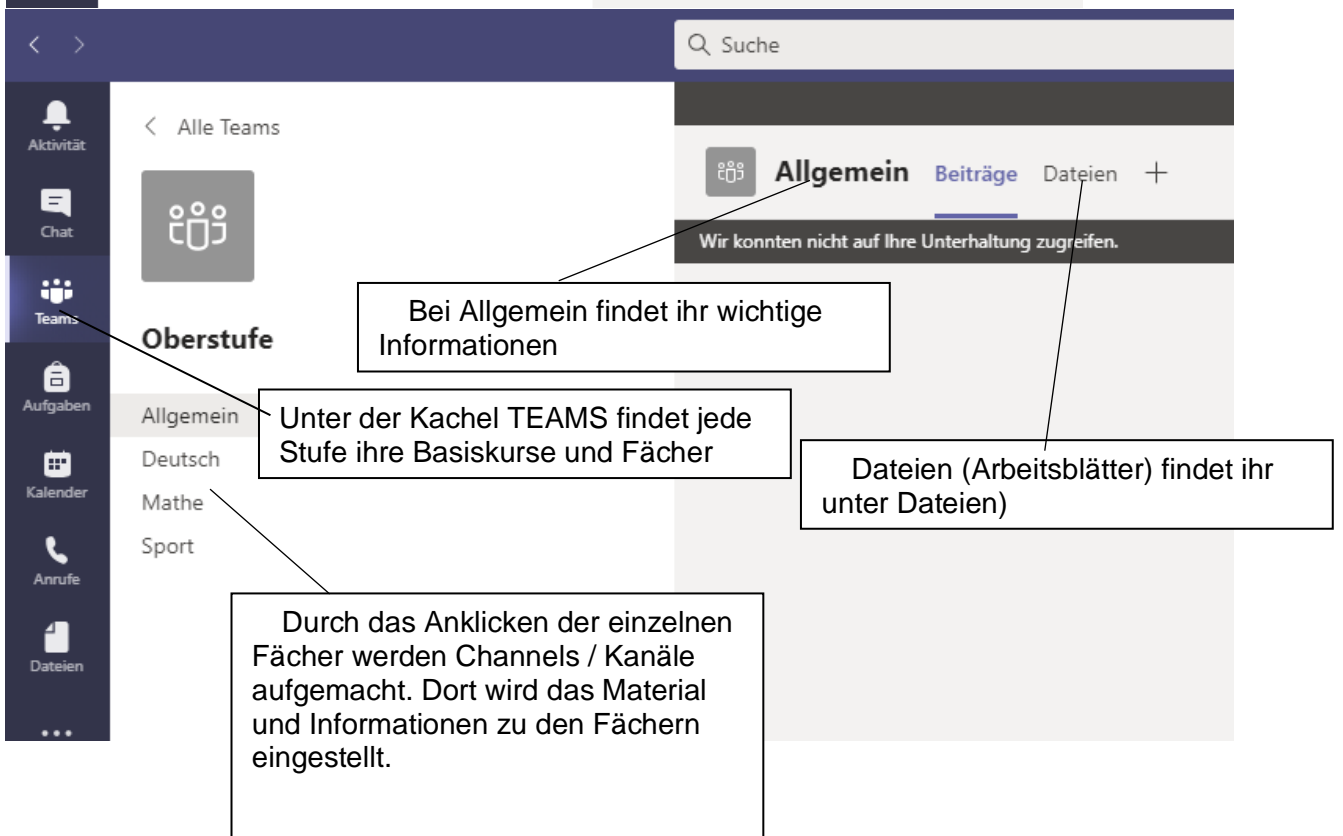 Suche
Aktivität
Chat
Teams
Aufgaben
Kalender
Anrufe
Dateien
Alle Teams
Oberstufe
Allgemein
Deutsch
Mathe
Sport
Allgemein Beiträge Dateien
Wir konnten nicht auf Ihre Unterhaltung zugreifen.
Bei Allgemein findet ihr wichtige
Informationen
Unter der Kachel TEAMS findet jede
Stufe ihre Basiskurse und Fächer
Dateien (Arbeitsblätter) findet ihr
unter Dateien)
Durch das Anklicken der einzelnen
Fächer werden Channels / Kanäle
aufgemacht. Dort wird das Material
und Informationen zu den Fächern
eingestellt.